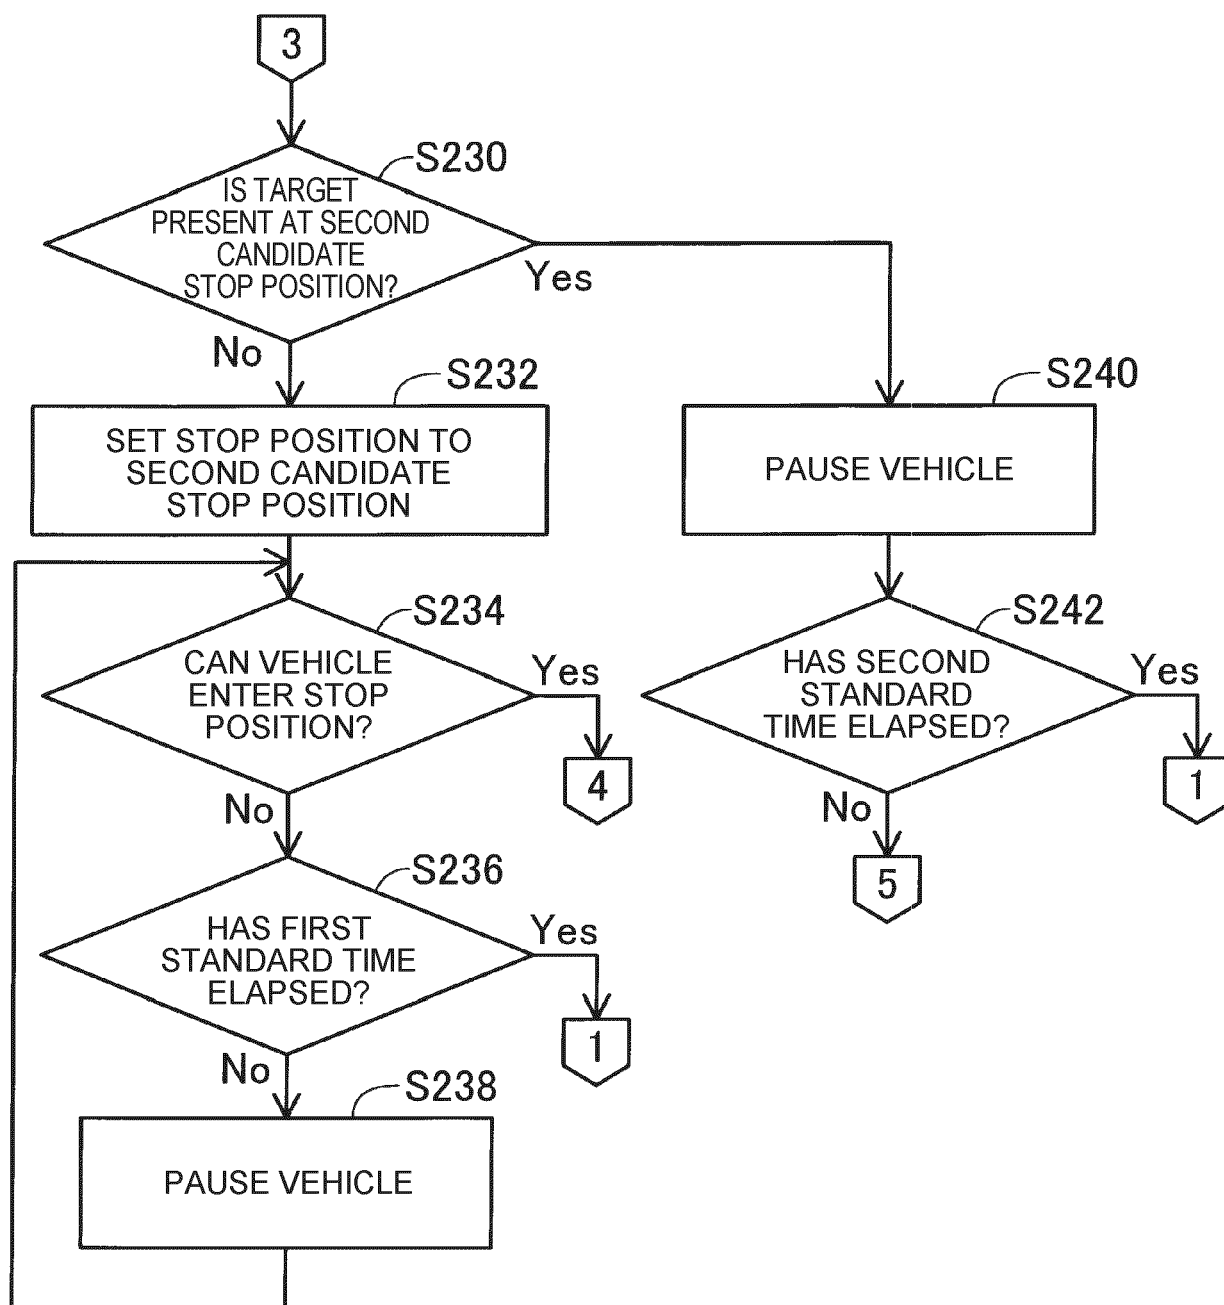 3
S230
IS TARGET
PRESENT AT SECOND
CANDIDATE
STOP POSITION?
Yes
No
S232
SET STOP POSITION TO
SECOND CANDIDATE
STOP POSITION
S240
PAUSE VEHICLE
S234
CAN VEHICLE
ENTER STOP
POSITION?
Yes
4
No
S242
HAS SECOND
STANDARD
TIME ELAPSED?
Yes
1
No
5
S236
HAS FIRST
STANDARD TIME
ELAPSED?
Yes
1
No
S238
PAUSE VEHICLE